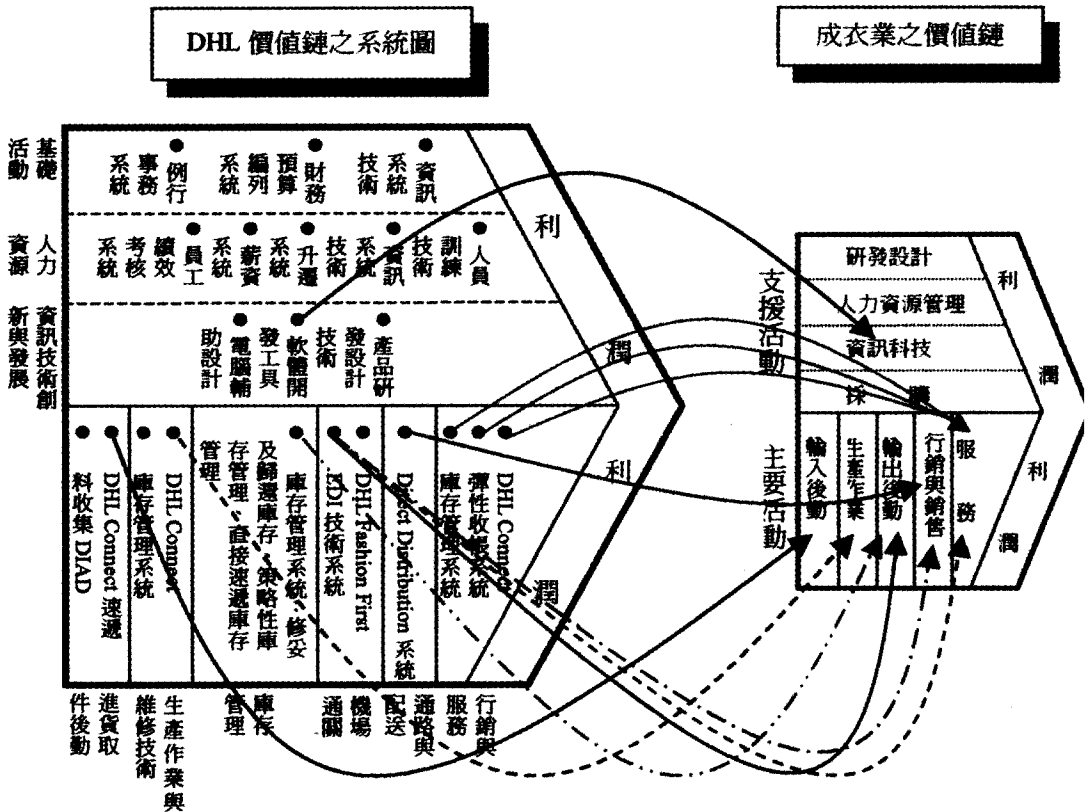 DHL 價值鏈之系統圖
成衣業之價值鏈
基礎
活動
資訊
系統
技術
財務
預算
編列
系統
例行
事務
系統
利
人力
資源
人員
訓練
技術
資訊
系統
技術
升遷
系統
薪資
系統
員工
績效
考核
系統
資訊技術創
新與發展
產品研
發設計
技術
軟體開
發工具
電腦輔
助設計
潤
DHL Connect 速遞
料收集 DIAD
DHL Connect
庫存管理系統
庫存管理系統、修妥
及歸還庫存、策略性庫
存管理、直接速遞庫存
管理
DHL Fashion First
EDI 技術系統
Direct Distribution 系統
DHL Connect
彈性收帳系統
庫存管理系統
利
潤
進貨取
件後勤
生產作業與
維修技術
庫存
管理
機場
通關
通路與
配送
行銷與
服務
支援活動
研發設計
人力資源管理
資訊科技
採購
利
潤
主要活動
輸入後勤
生產作業
輸出後勤
行銷與銷售
服務
利
潤